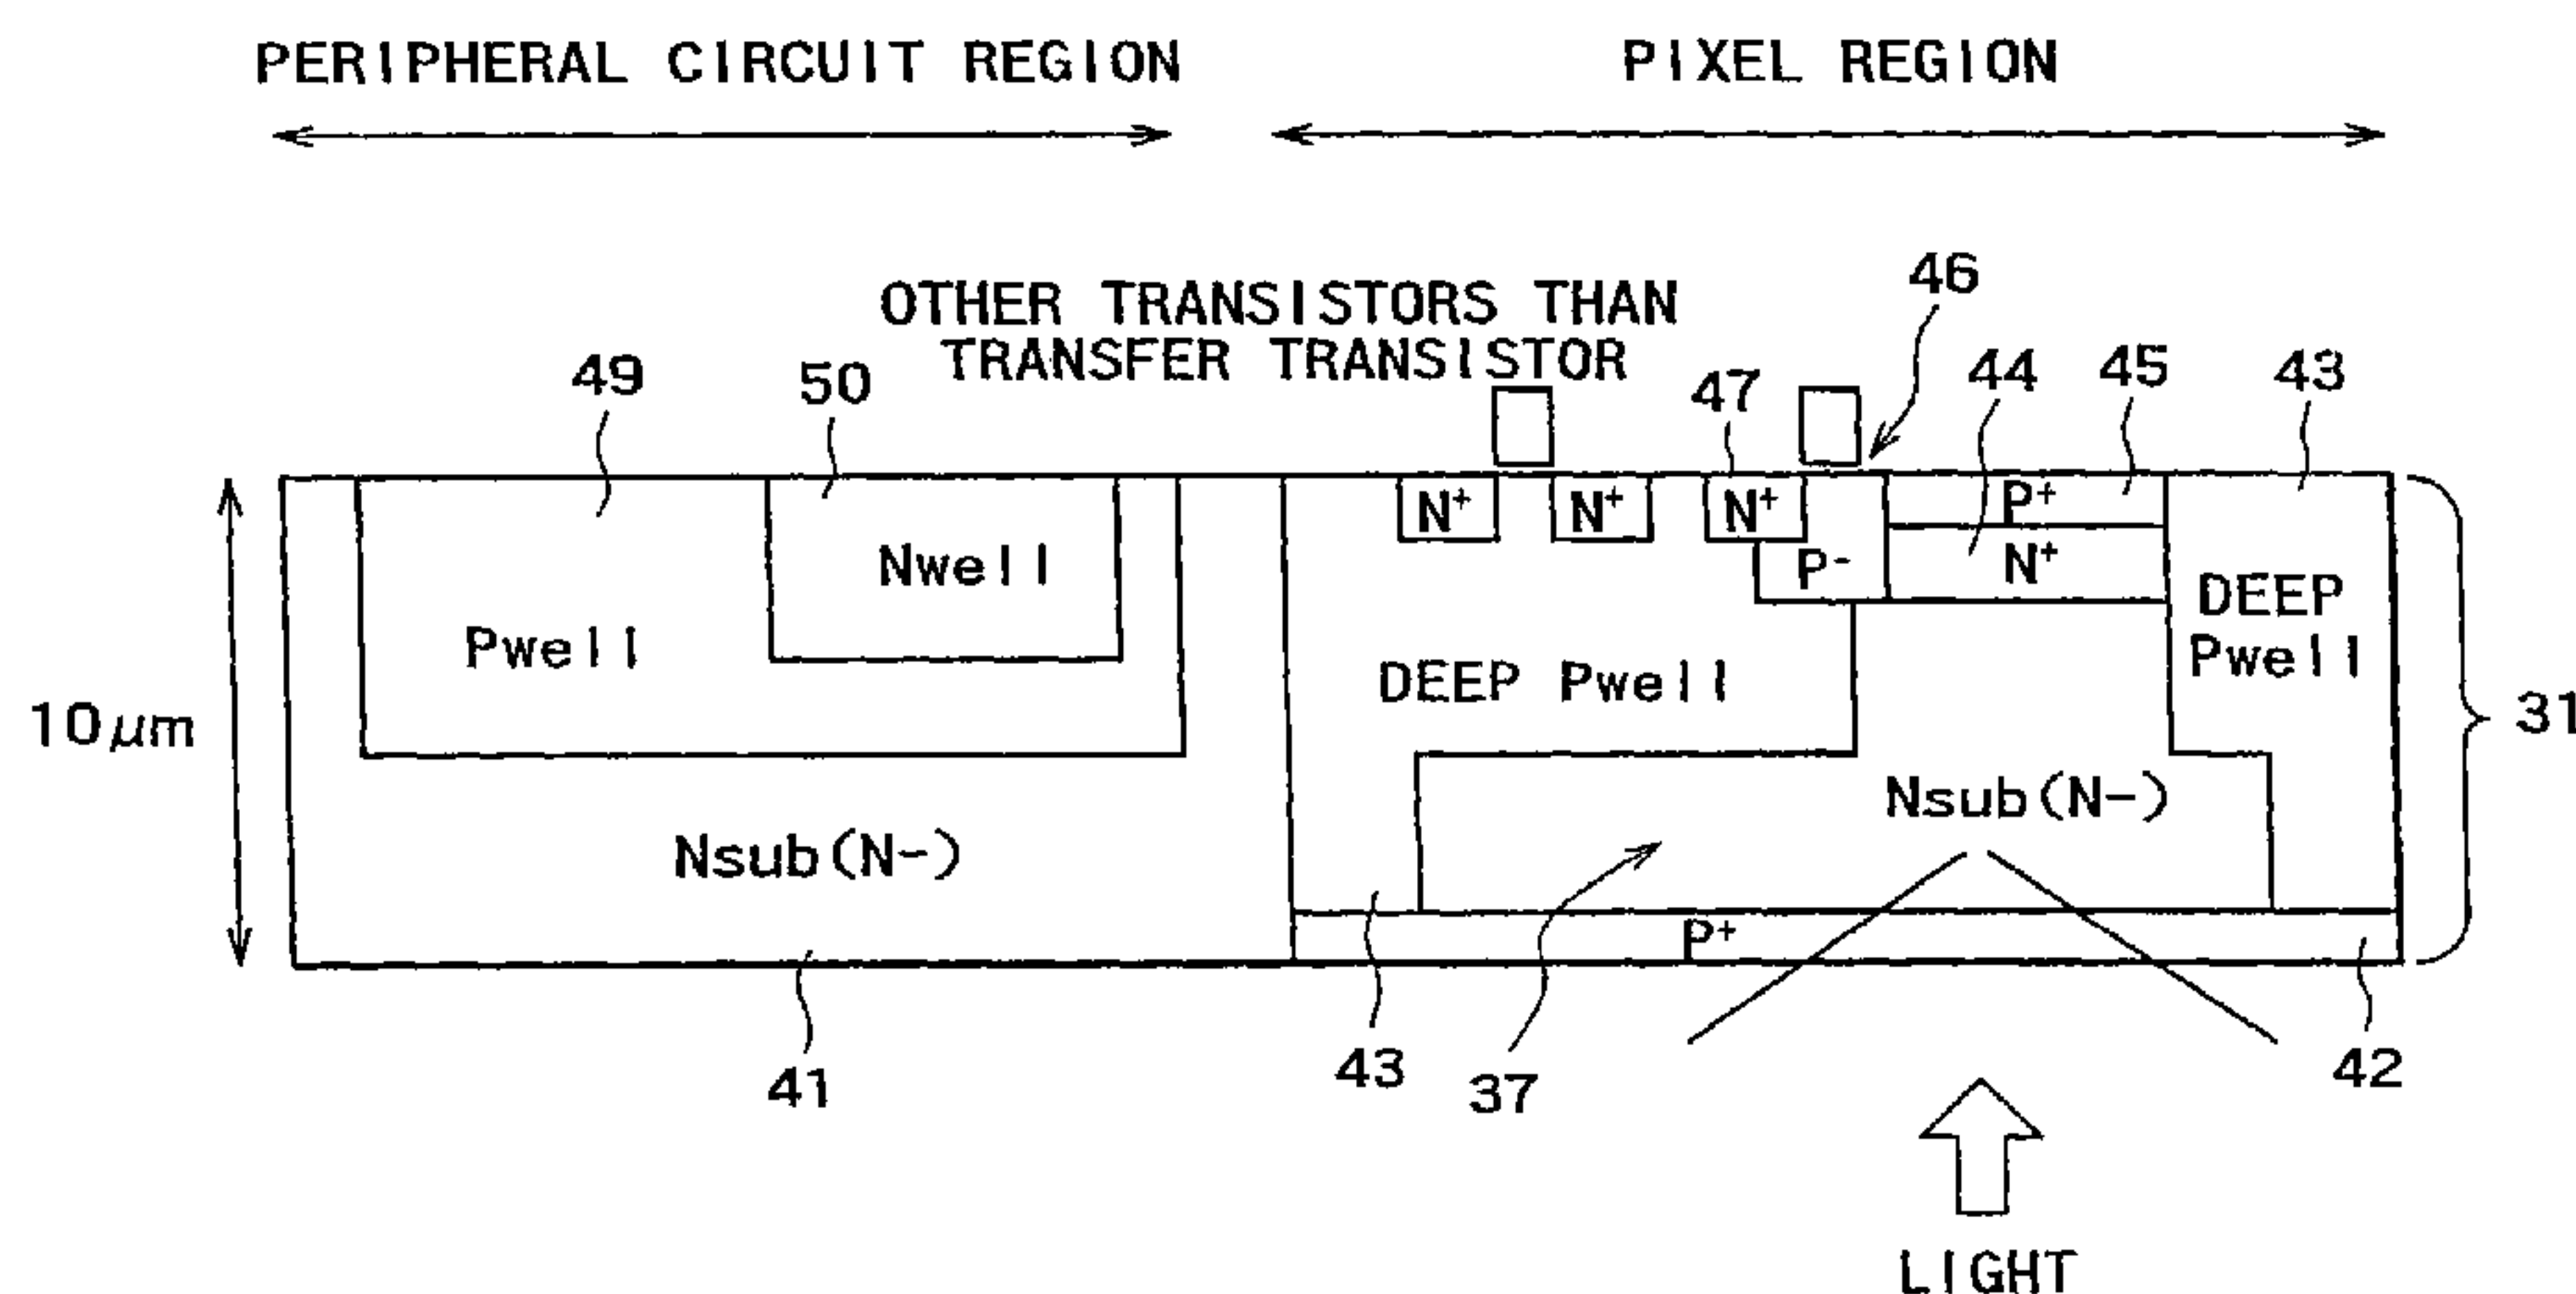 PERIPHERAL CIRCUIT REGION
PIXEL REGION
OTHER TRANSISTORS THAN
TRANSFER TRANSISTOR
46
49
50
47
44
45
43
N+
N+
N+
P+
P-
N+
Nwell
Pwell
DEEP
Pwell
DEEP Pwell
10μm
31
Nsub(N-)
Nsub(N-)
P+
41
43
37
42
LIGHT